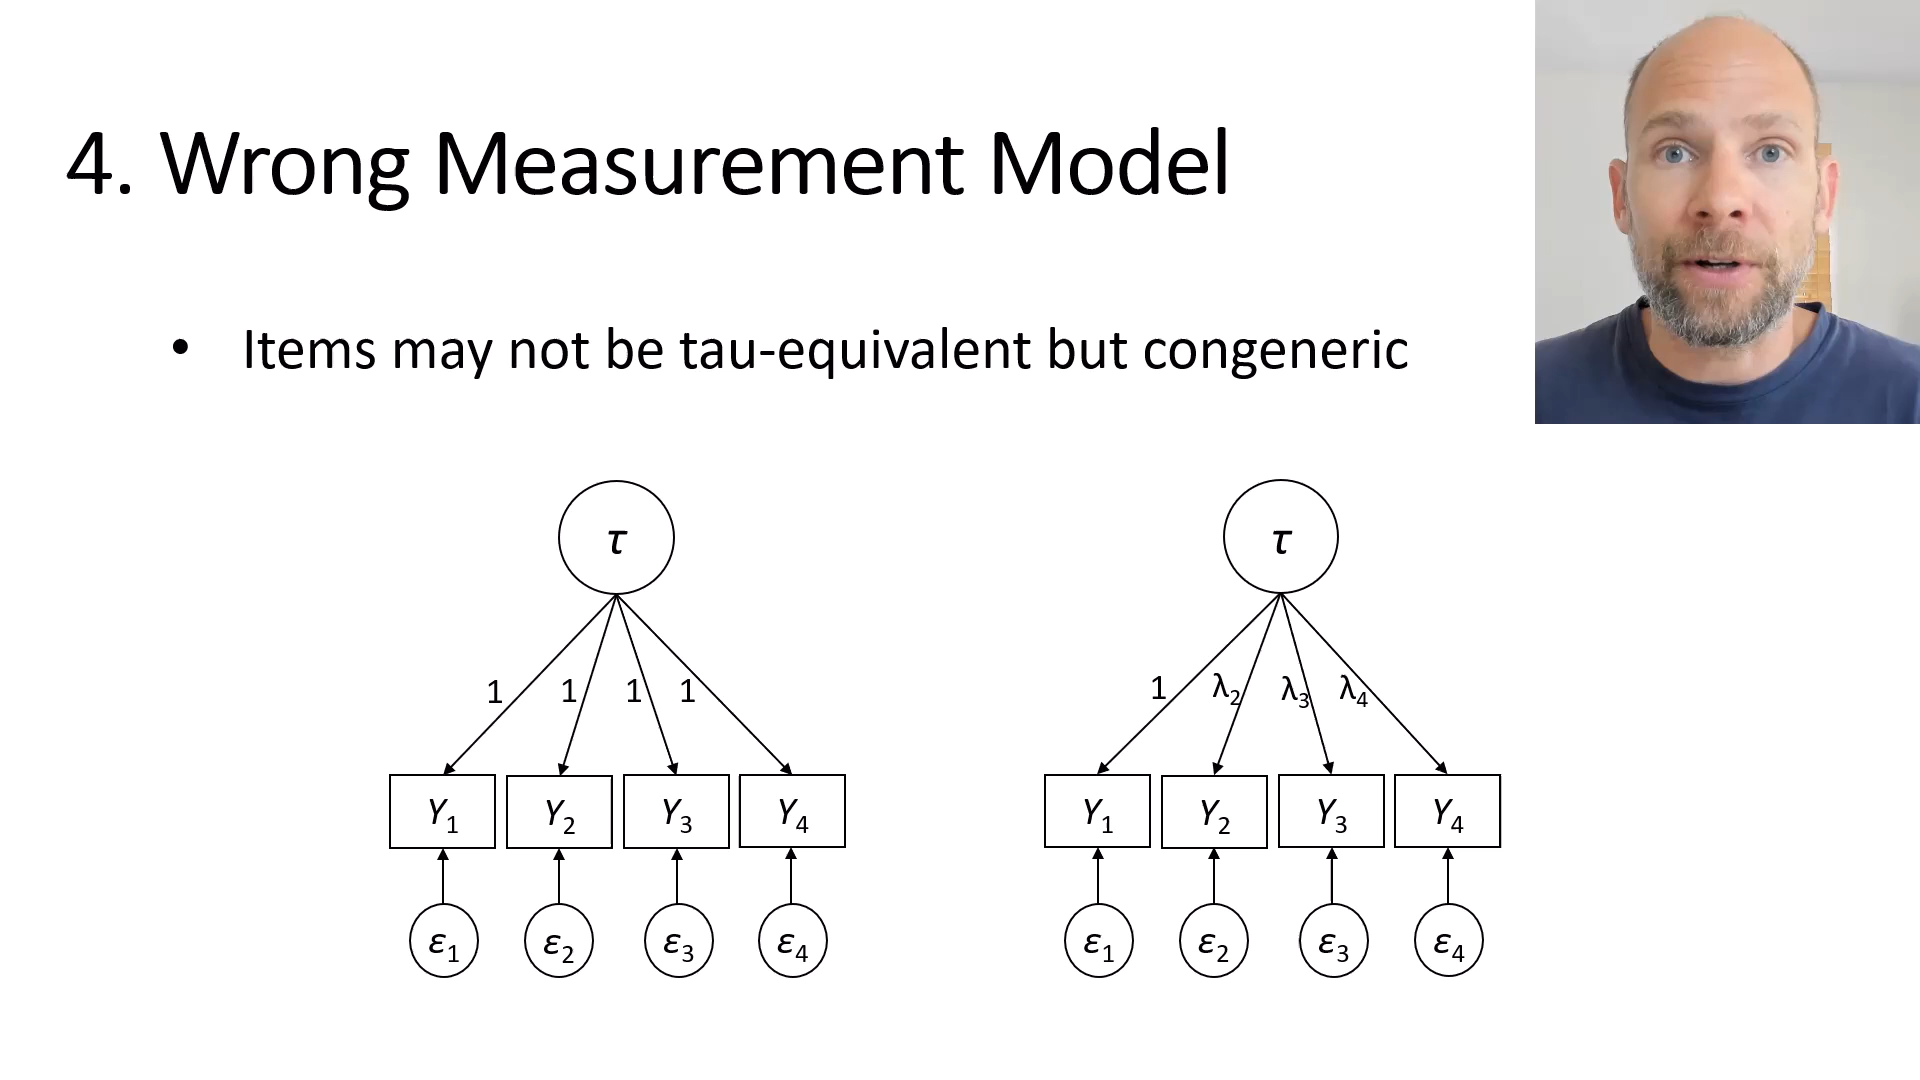 4. Wrong Measurement Model
• Items may not be tau-equivalent but congeneric
τ τ
1 1 1 1 1 λ2 λ3 λ4
Y1 Y2 Y3 Y4 Y1 Y2 Y3 Y4
ε1 ε2 ε3 ε4 ε1 ε2 ε3 ε4